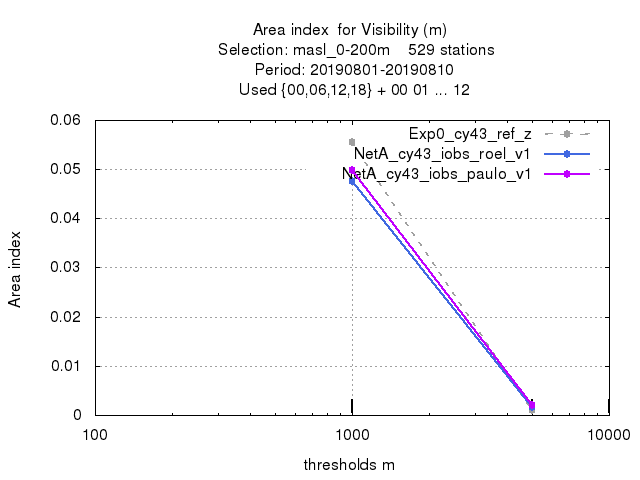 Area index  for Visibility (m)
Selection: masl_0-200m    529 stations
Period: 20190801-20190810
Used {00,06,12,18} + 00 01 ... 12
0.06
0.05
0.04
0.03
0.02
0.01
0
Area index
Exp0_cy43_ref_z
NetA_cy43_iobs_roel_v1
NetA_cy43_iobs_paulo_v1
100
1000
10000
thresholds m